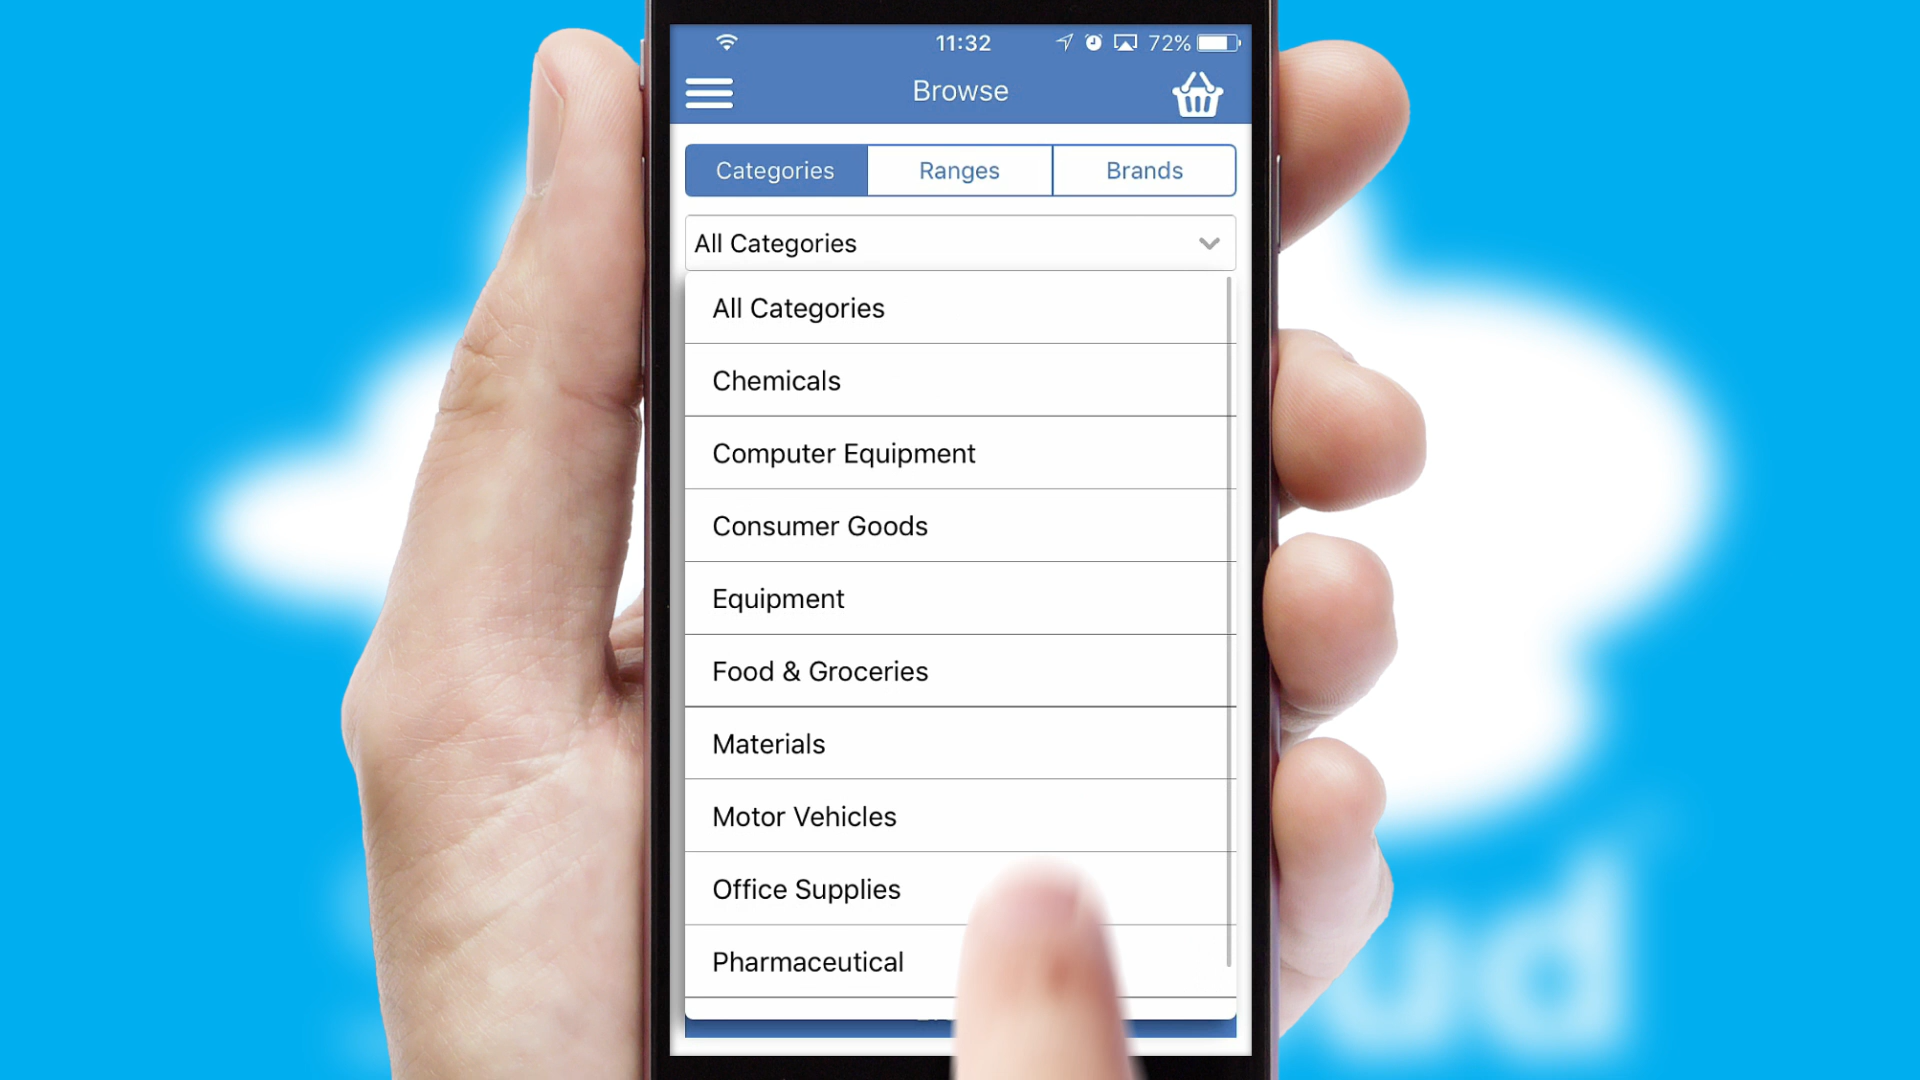 11:32
72%
Browse
Categories
Ranges
Brands
All Categories
All Categories
Chemicals
Computer Equipment
Consumer Goods
Equipment
Food & Groceries
Materials
Motor Vehicles
Office Supplies
Pharmaceutical